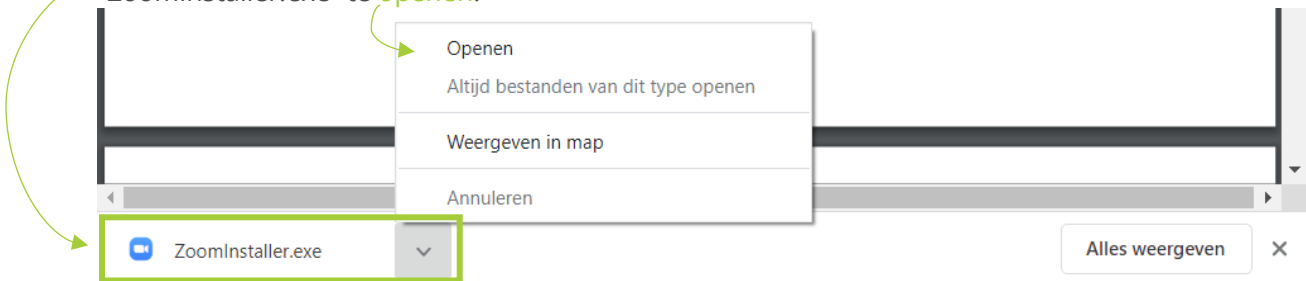 "ZoomInstaller.exe" te openen.
Openen
Altijd bestanden van dit type openen
Weergeven in map
Annuleren
ZoomInstaller.exe
Alles weergeven